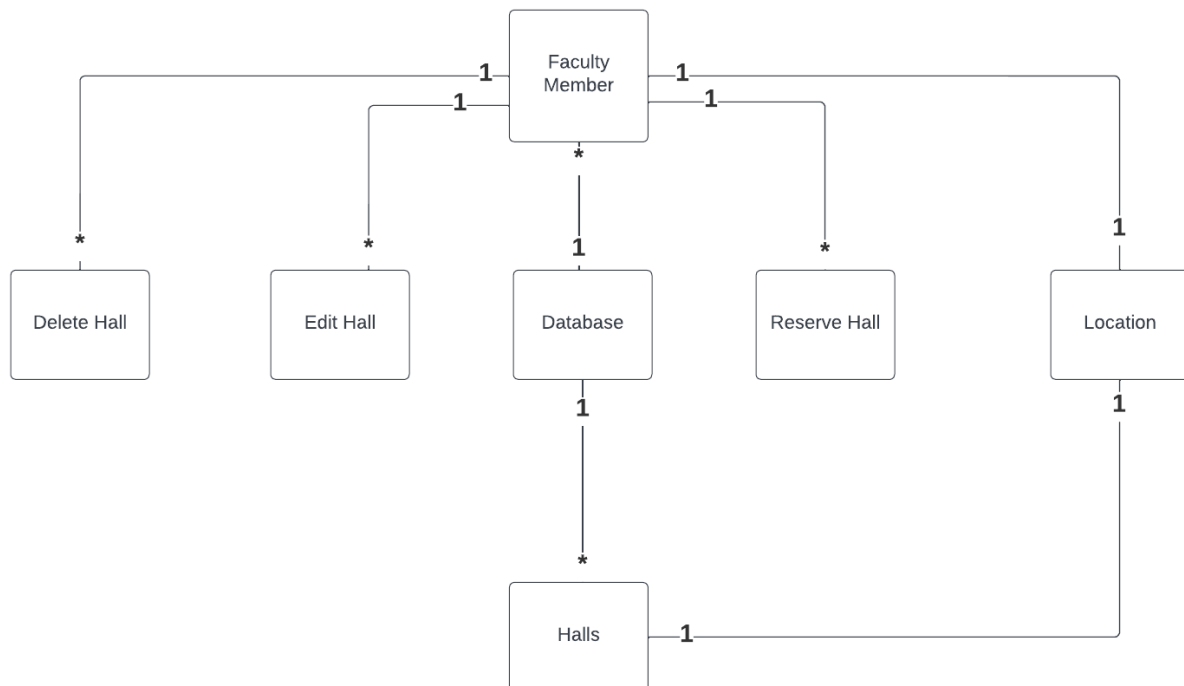 Faculty
Member
1
1
1
1
*
*
*
1
*
1
Delete Hall
Edit Hall
Database
Reserve Hall
Location
1
1
*
Halls
1